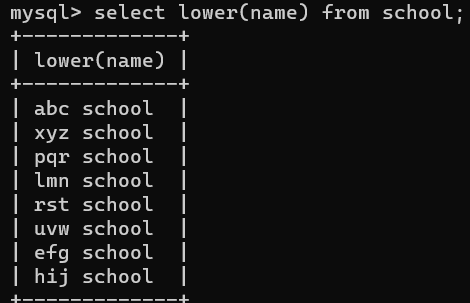 mysql> select lower(name) from school;
+-------------+
| lower(name) |
+-------------+
| abc school  |
| xyz school  |
| pqr school  |
| lmn school  |
| rst school  |
| uvw school  |
| efg school  |
| hij school  |
+-------------+